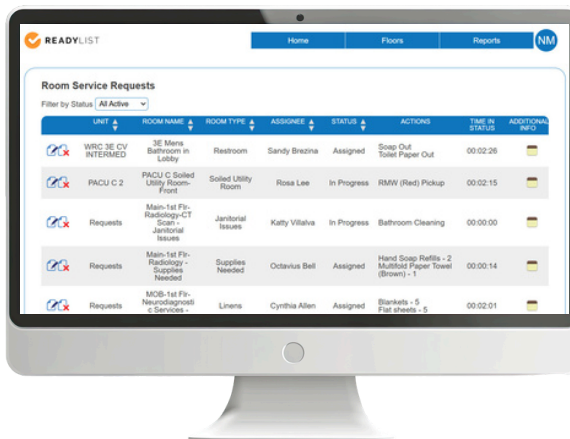 READYLIST
Home Floors Reports NM
Room Service Requests
Filter by Status All Active
UNIT ROOM NAME ROOM TYPE ASSIGNEE STATUS ACTIONS TIME IN STATUS ADDITIONAL INFO
WRC 3E CV INTERMED 3E Mens Bathroom in Lobby Restroom Sandy Brezina Assigned Soap Out Toilet Paper Out 00:02:26
PACU C 2 PACU C Soiled Utility Room-Front Soiled Utility Room Rosa Lee In Progress RMW (Red) Pickup 00:02:15
Requests Main-1st Flr-Radiology-CT Scan - Janitorial Issues Janitorial Issues Katty Villalva In Progress Bathroom Cleaning 00:00:00
Requests Main-1st Flr-Radiology - Supplies Needed Supplies Needed Octavius Bell Assigned Hand Soap Refills - 2 Multifold Paper Towel (Brown) - 1 00:00:14
Requests MOB-1st Flr-Neurodiagnostic Services - Linens Cynthia Allen Assigned Blankets - 5 Flat sheets - 5 00:02:01